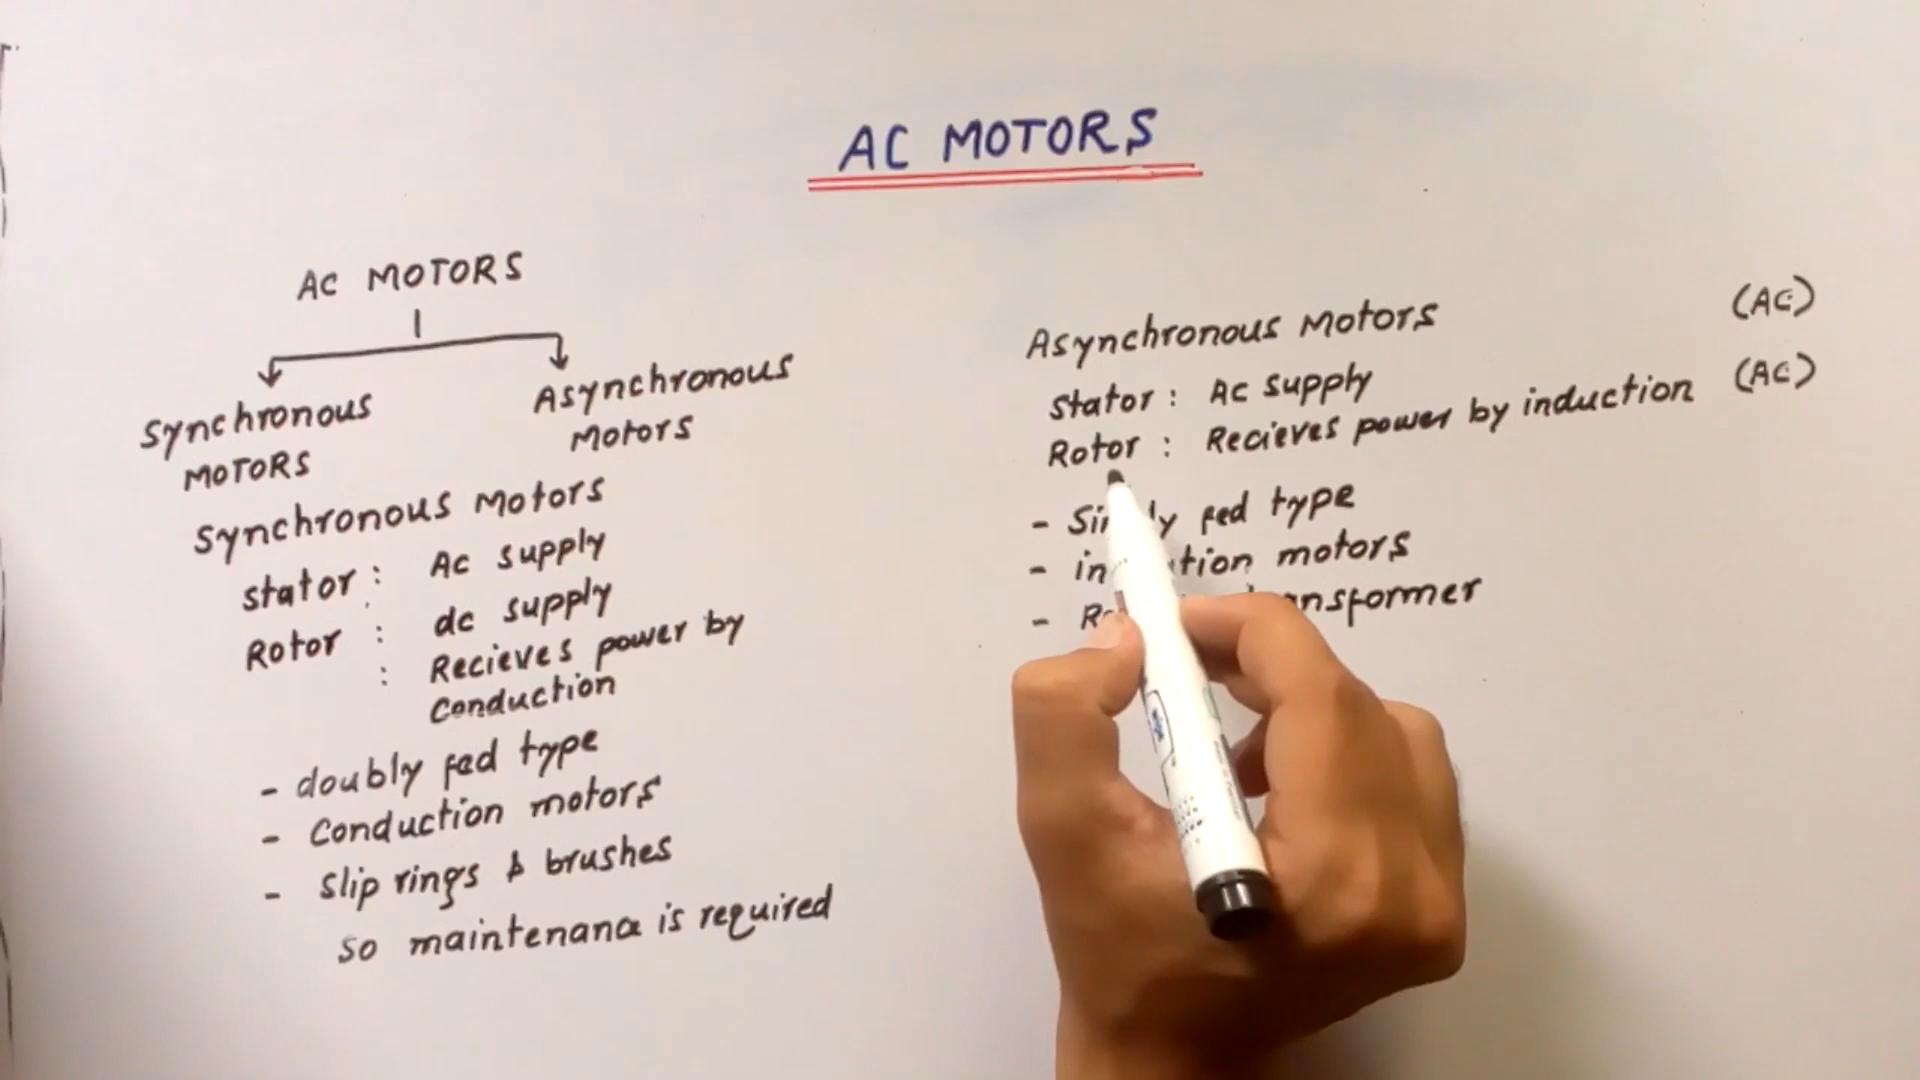 AC MOTORS
AC MOTORS
Synchronous
MOTORS
Asynchronous
Motors
Synchronous Motors
Stator : Ac supply
Rotor : dc supply
: Recieves power by
Conduction
- doubly fed type
- Conduction motors
- Slip rings & brushes
so maintenance is required
Asynchronous Motors (AC)
Stator : Ac supply
Rotor : Recieves power by induction (AC)
- fed type
- motors
-